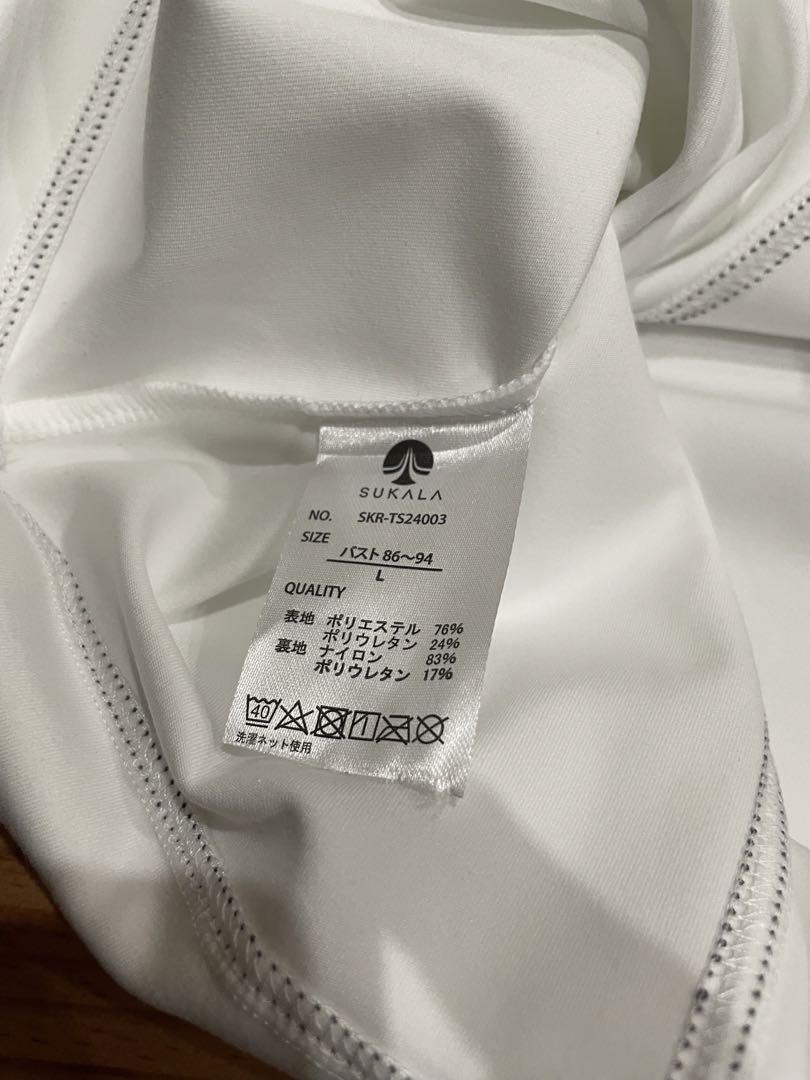 SUKALA
NO. SKR-TS24003
SIZE
バスト 86～94
L
QUALITY
表地 ポリエステル 76%
ポリウレタン 24%
裏地 ナイロン 83%
ポリウレタン 17%
40
洗濯ネット使用